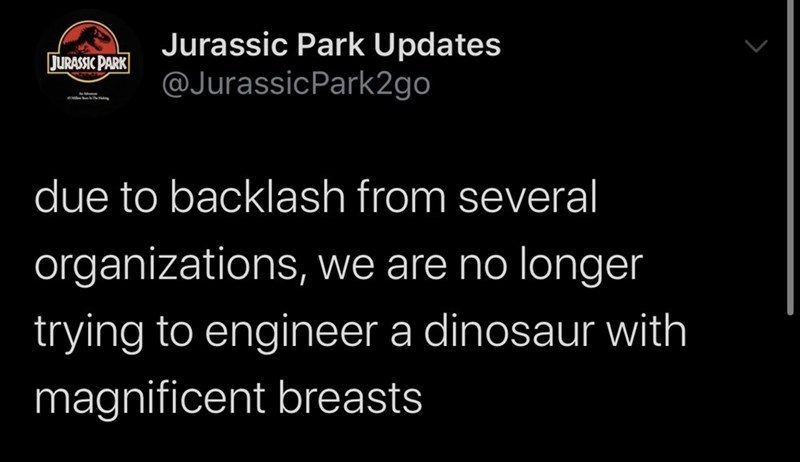 JURASSIC PARK
Jurassic Park Updates
@JurassicPark2go
due to backlash from several
organizations, we are no longer
trying to engineer a dinosaur with
magnificent breasts